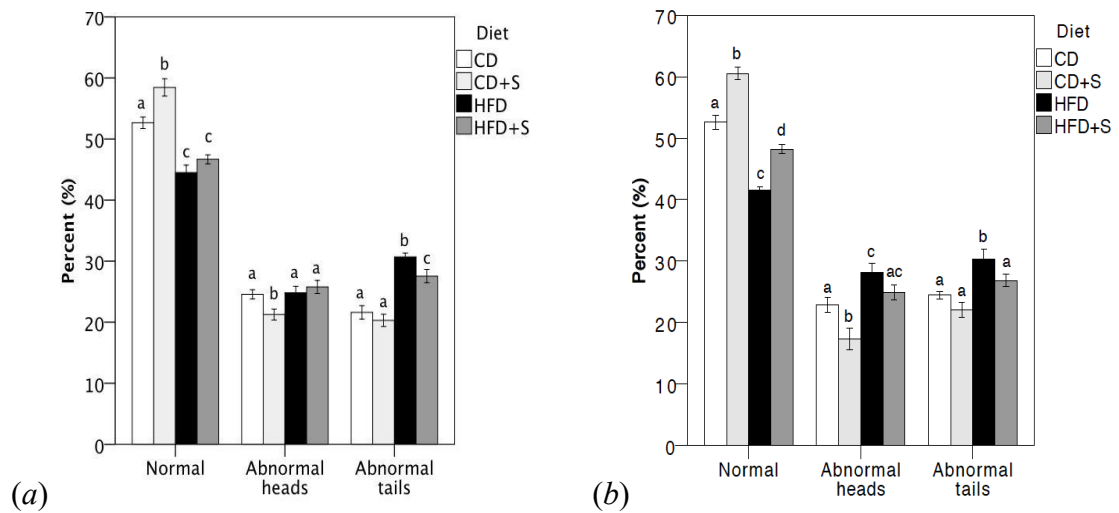 70
60
50
40
30
20
10
0
Percent (%)
a
b
c
c
a
b
a
a
a
a
b
c
Normal
Abnormal
heads
Abnormal
tails
Diet
CD
CD+S
HFD
HFD+S
(a)
70
60
50
40
30
20
10
0
Percent (%)
a
b
c
d
a
b
c
ac
a
a
b
a
Normal
Abnormal
heads
Abnormal
tails
Diet
CD
CD+S
HFD
HFD+S
(b)